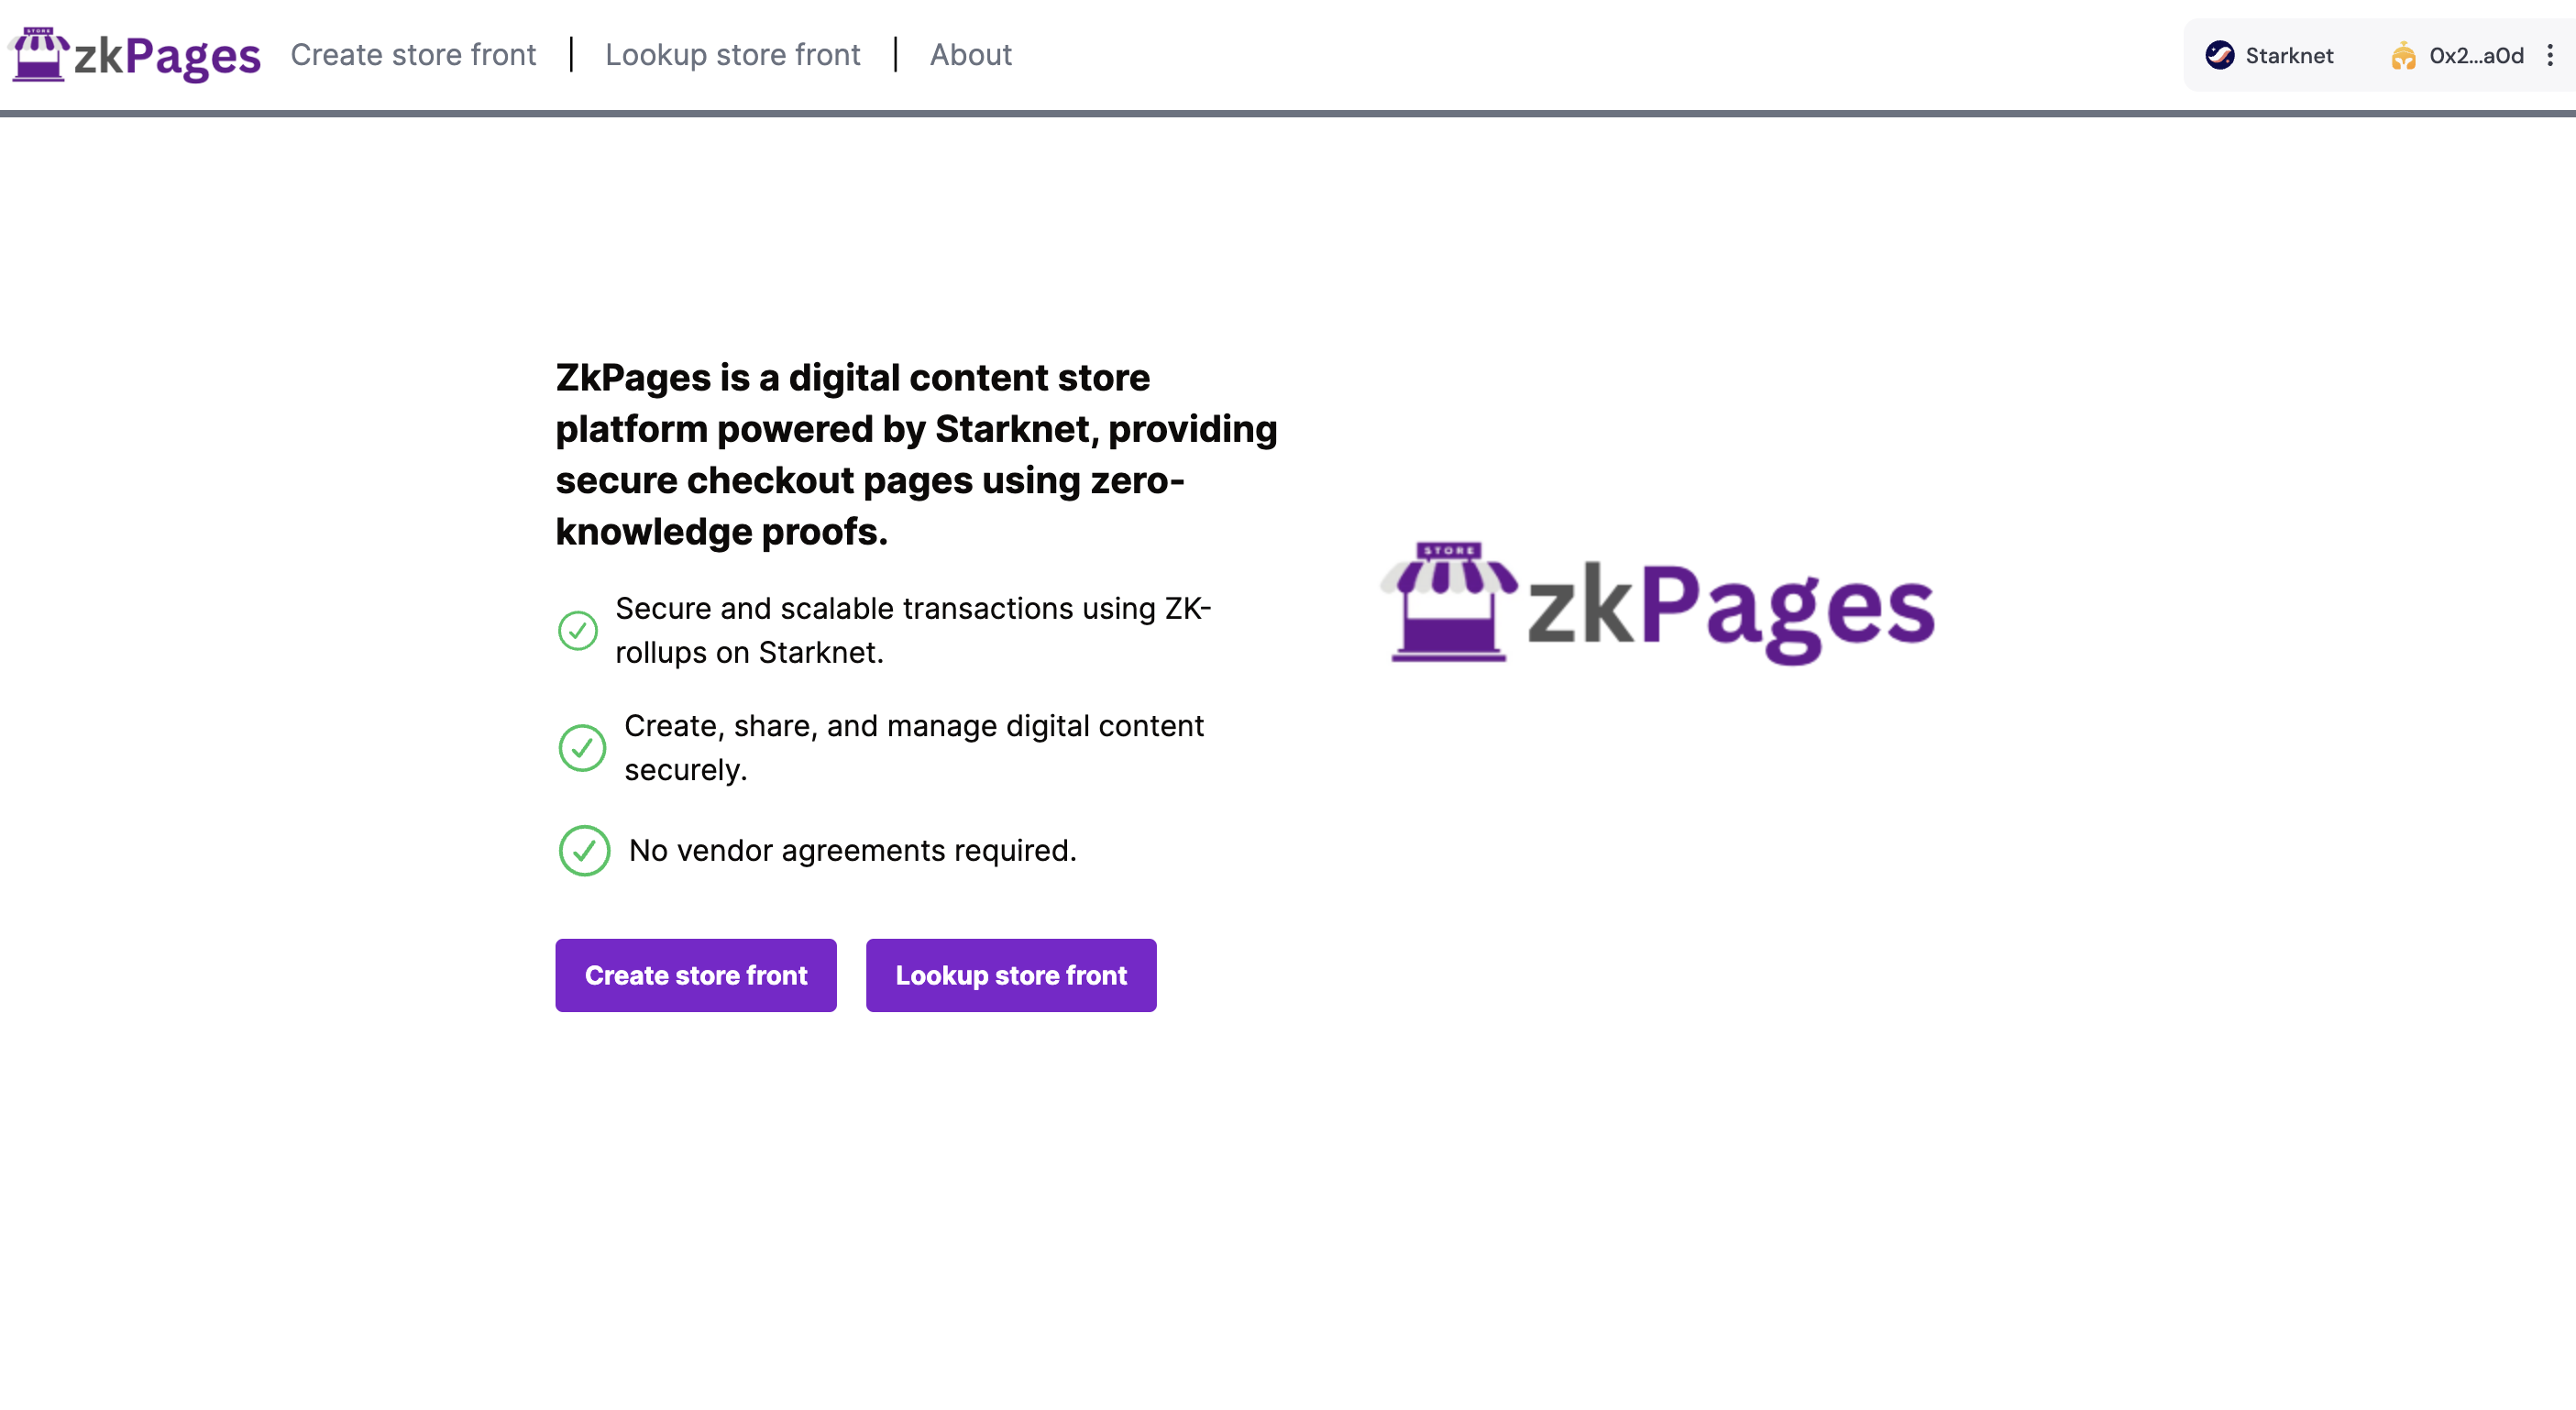 STORE
zkPages
Create store front | Lookup store front | About
Starknet
0x2...a0d
ZkPages is a digital content store
platform powered by Starknet, providing
secure checkout pages using zero-
knowledge proofs.
Secure and scalable transactions using ZK-
rollups on Starknet.
Create, share, and manage digital content
securely.
No vendor agreements required.
Create store front
Lookup store front
STORE
zkPages